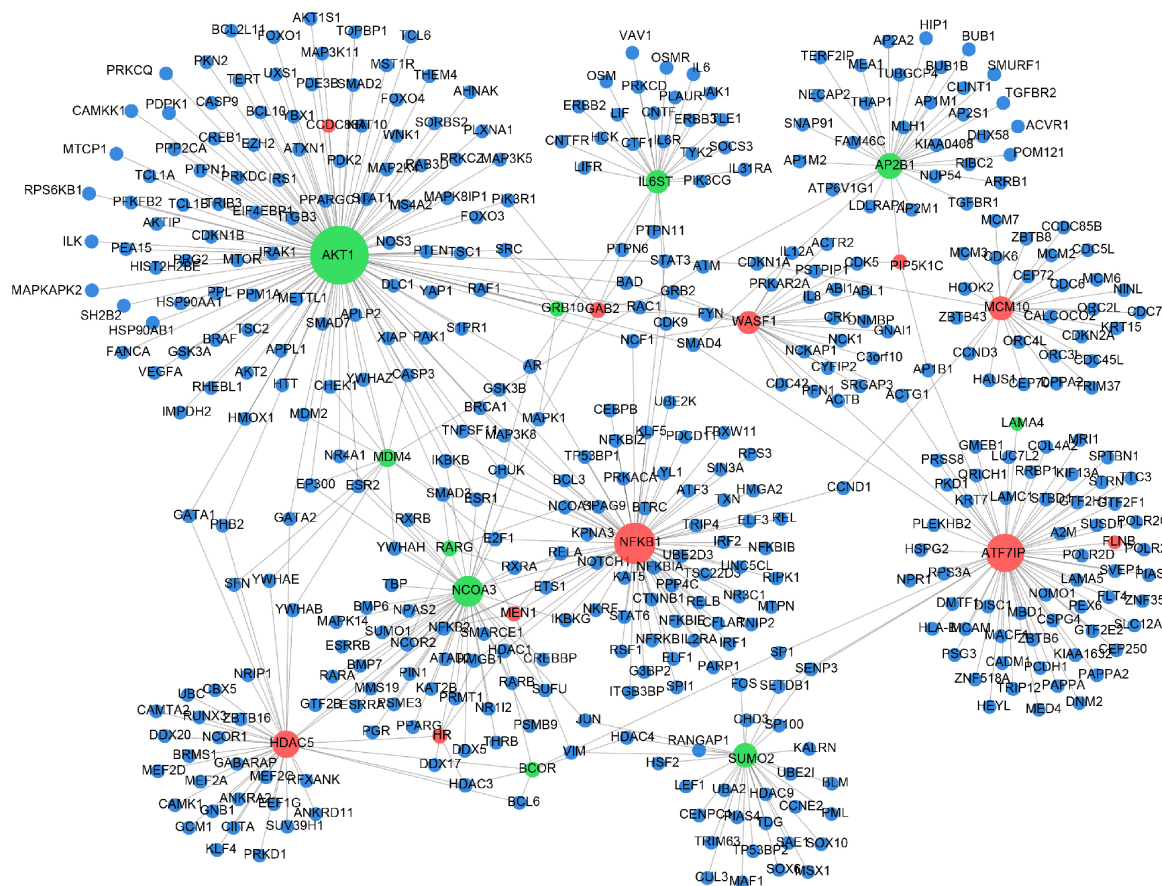 AKT1S1
BCL2L11
FOXO1
TOPBP1
TCL6
MAP3K11
PRKCQ
PKN2
UXS1
MST1R
TERT
PDE3B
SMAD2
THEM4
CAMKK1
PDPK1
CASP9
BCL10
YBX1
FOXO4
AHNAK
CREB1
KAT10
WNK1
SORBS2
PLXNA1
MTCP1
PPP2CA
EZH2
ATXN1
PDK2
MAP2K4
RAB3D
PRKCZ
MAP3K5
TCL1A
PTPN1
PRKDC
IRS1
RPS6KB1
PFKFB2
TCL1B
TRIB3
EIF4EBP1
STAT1
MS4A2
MAPK8IP1
PIK3R1
AKTIP
ITGB3
FOXO3
ILK
PEA15
CDKN1B
NOS3
PTEN
TSC1
SRC
HIST2H2BE
PRG2
MTOR
IRAK1
AKT1
MAPKAPK2
PPL
PPM1A
METTL1
DLC1
YAP1
RAF1
SH2B2
HSP90AA1
HSP90AB1
SMAD7
APLP2
TSC2
XIAP
PAK1
S1PR1
FANCA
BRAF
GSK3A
APPL1
VEGFA
AKT2
YWHAZ
CASP3
RHEBL1
HTT
CHEK1
IMPDH2
HMOX1
MDM2
VAV1
OSMR
IL6
OSM
PRKCD
PLAUR
JAK1
ERBB2
LIF
CNTF
ERBB3
TLE1
CNTFR
HCK
CTF1
IL6R
SOCS3
LIFR
TYK2
IL31RA
IL6ST
PIK3CG
PTPN11
PTPN6
STAT3
ATM
BAD
GRB2
GRB10
GAB2
RAC1
CDK9
FYN
NCF1
SMAD4
AR
GSK3B
BRCA1
MAPK1
HIP1
AP2A2
BUB1
TERF2IP
MEA1
BUB1B
TUBGCP4
SMURF1
NECAP2
THAP1
AP1M1
CLINT1
TGFBR2
AP2S1
SNAP91
MLH1
DHX58
ACVR1
FAM46C
KIAA0408
POM121
AP1M2
AP2B1
RIBC2
NUP54
ARRB1
ATP6V1G1
LDLRAP1
AP2M1
TGFBR1
MCM7
CCDC85B
IL12A
ACTR2
CDKN1A
CDK5
PIP5K1C
MCM3
ZBTB8
CDK6
MCM2
CDC5L
PSTPIP1
PRKAR2A
ABI1
ABL1
HOOK2
CEP72
CDC6
MCM6
NINL
IL8
MCM10
ORC2L
CDC7
WASF1
CRK
DNMBP
ZBTB43
CALCOCO2
KRT15
NCK1
GNAI1
CDKN2A
NCKAP1
C3orf10
CCND3
ORC4L
ORC3L
CDC45L
CYFIP2
AP1B1
HAUS1
DPPA2
TRIM37
CDC42
PFN1
SRGAP3
ACTB
ACTG1
LAMA4
TNFSF11
MAP3K8
CEBPB
UBE2K
NFKBIZ
KLF5
PDCD11
FBXW11
MDM4
NR4A1
IKBKB
CHUK
TP53BP1
LYL1
SIN3A
RPS3
EP300
ESR2
BCL3
PRKACA
ATF3
HMGA2
SMAD3
ESR1
SPAG9
BTRC
TXN
CCND1
GATA1
GATA2
RXRB
KPNA3
TRIP4
ELF3
REL
PHB2
E2F1
IRF2
NFKBIB
YWHAH
RARG
RELA
NOTCH1
NFKB1
NFKBIA
UBE2D3
UNC5CL
RXRA
KAT5
PPP4C
TSC22D3
RIPK1
SFN
YWHAE
TBP
NCOA3
ETS1
CTNNB1
RELB
NR3C1
MTPN
YWHAB
BMP6
NPAS2
MEN1
IKBKG
NKRF
STAT6
NFKBIE
CFLAR
TNIP2
MAPK14
SUMO1
NFKB2
SMARCE1
IL2RA
IRF1
ESRRB
NCOR2
HDAC1
RSF1
ELF1
ATAD2
HMGB1
CREBBP
G3BP2
PARP1
SP1
NRIP1
RARA
BMP7
PIN1
KAT2B
RARB
SUFU
ITGB3BP
SPI1
FOS
SETDB1
SENP3
UBC
CBX5
MMS19
PSME3
PRMT1
GTF2B
ESRRA
NR1I2
PSMB9
JUN
CAMTA2
RUNX3
ZBTB16
PGR
PPARG
HR
THRB
DDX20
NCOR1
HDAC5
DDX5
VIM
HDAC4
BRMS1
GABARAP
DDX17
BCOR
MEF2D
MEF2A
MEF2C
RFXANK
HDAC3
BCL6
CAMK1
ANKRA2
EEF1G
ANKRD11
GNB1
GCM1
CIITA
SUV39H1
KLF4
PRKD1
CHD3
SP100
RANGAP1
KALRN
HSF2
SUMO2
UBE2I
LEF1
UBA2
HDAC9
BLM
CCNE2
PML
CENPC1
PIAS4
TDG
TRIM63
SAE1
SOX10
TP53BP2
CUL3
MAF1
SOX6
MSX1
GMEB1
COL4A2
MRI1
PRSS8
LUC7L2
SPTBN1
PKD1
QRICH1
RRBP1
KIF13A
TTC3
STRN
KRT7
LAMC1
STBD1
GTF2F1
PLEKHB2
A2M
SUSD1
HSPG2
ATF7IP
POLR2D
FLNB
NPR1
RPS3A
SVEP1
LAMA5
FLT4
DMTF1
DISC1
NOMO1
PEX6
HLA-B
MCAM
MBD1
CSPG4
GTF2E2
MACF1
ZBTB6
KIAA1632
CEP250
PSG3
CADM1
PCDH1
PAPPA2
ZNF518A
TRIP12
PAPPA
HEYL
MED4
DNM2